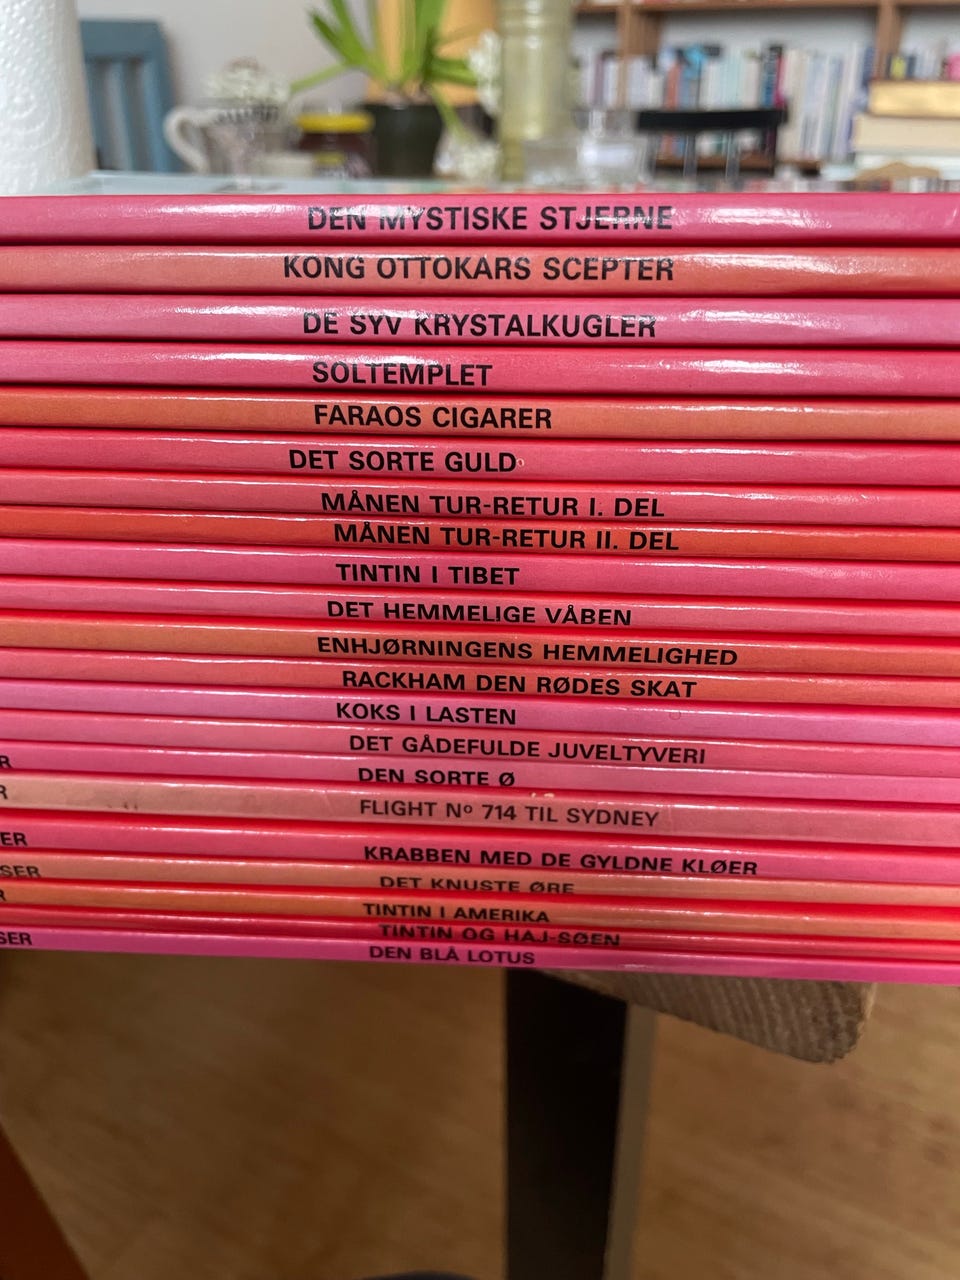 DEN MYSTISKE STJERNE
KONG OTTOKARS SCEPTER
DE SYV KRYSTALKUGLER
SOLTEMPLET
FARAOS CIGARER
DET SORTE GULD
MÅNEN TUR-RETUR I. DEL
MÅNEN TUR-RETUR II. DEL
TINTIN I TIBET
DET HEMMELIGE VÅBEN
ENHJØRNINGENS HEMMELIGHED
RACKHAM DEN RØDES SKAT
KOKS I LASTEN
DET GÅDEFULDE JUVELTYVERI
R DEN SORTE Ø
R FLIGHT Nº 714 TIL SYDNEY
ER KRABBEN MED DE GYLDNE KLØER
SER DET KNUSTE ØRE
R TINTIN I AMERIKA
TINTIN OG HAJ-SØEN
SER DEN BLÅ LOTUS